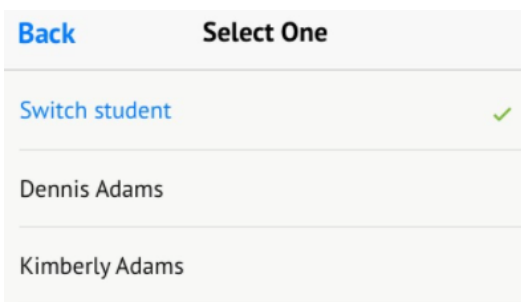 Back Select One
Switch student
Dennis Adams
Kimberly Adams